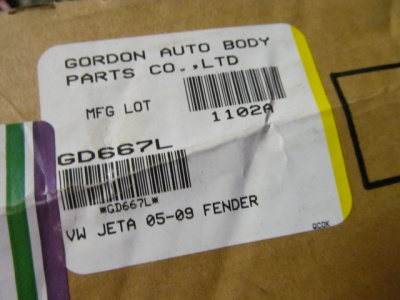 GORDON AUTO BODY
PARTS CO.,LTD
MFG LOT
1102A
GD667L
*GD667L*
VW JETA 05-09 FENDER